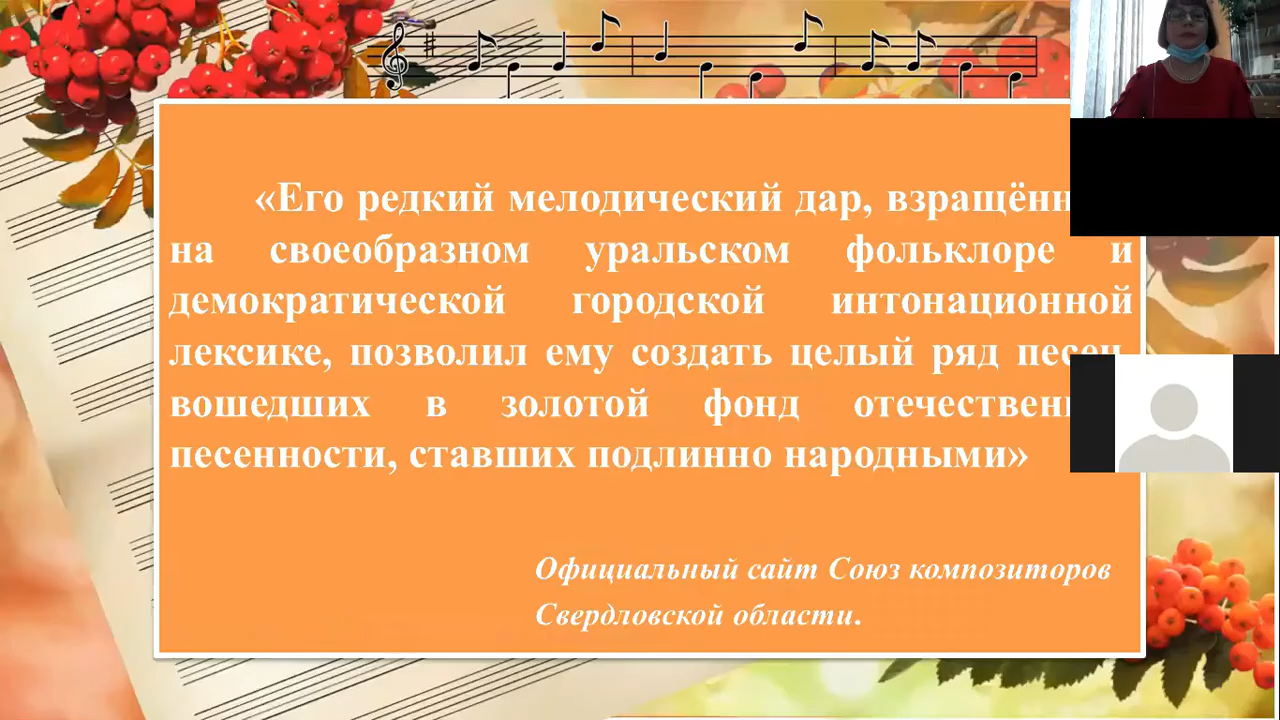 «Его редкий мелодический дар,
на своеобразном уральском фольклоре и
демократической городской интонационной
лексике, позволил ему создать целый ряд
вошедших в золотой фонд
песенности, ставших подлинно народными»
Официальный сайт Союз композиторов
Свердловской области.